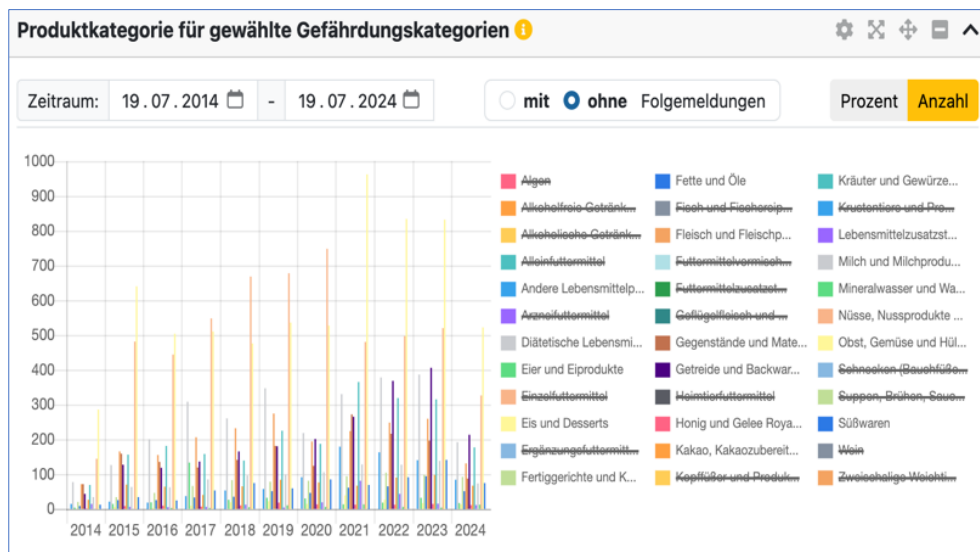 Produktkategorie für gewählte Gefährdungskategorien
Zeitraum: 19.07.2014 - 19.07.2024 mit ohne Folgemeldungen Prozent Anzahl
1000
900
800
700
600
500
400
300
200
100
0
2014 2015 2016 2017 2018 2019 2020 2021 2022 2023 2024
Algen
Alkoholfreie Getränk...
Alkoholische Getränk...
Alleinfuttermittel
Andere Lebensmittelp...
Arzneifuttermittel
Diätetische Lebensmi...
Eier und Eiprodukte
Einzelfuttermittel
Eis und Desserts
Ergänzungsfuttermitt...
Fertiggerichte und K...
Fette und Öle
Fisch und Fischereip...
Fleisch und Fleischp...
Futtermittelvormisch...
Futtermittelzusatzst...
Geflügelfleisch und ...
Gegenstände und Mate...
Getreide und Backwar...
Heimtierfuttermittel
Honig und Gelee Roya...
Kakao, Kakaozubereit...
Kopffüßer und Produk...
Kräuter und Gewürze...
Krustentiere und Pro...
Lebensmittelzusatzst...
Milch und Milchprodu...
Mineralwasser und Wa...
Nüsse, Nussprodukte ...
Obst, Gemüse und Hül...
Schnecken (Bauchfüße...
Suppen, Brühen, Sauc...
Süßwaren
Wein
Zweischalige Weichti...